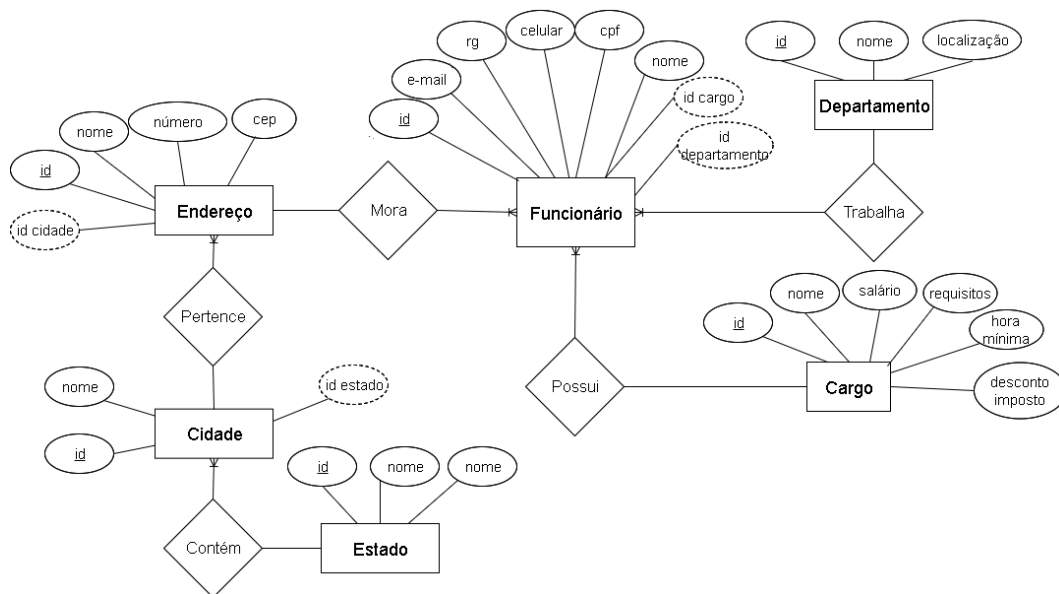 rg
celular
cpf
nome
e-mail
id
id cargo
id
departamento
Funcionário
id
nome
localização
Departamento
Trabalha
nome
número
cep
id
id cidade
Endereço
Mora
Pertence
nome
id
id estado
Cidade
Contém
id
nome
nome
Estado
Possui
id
nome
salário
requisitos
hora
mínima
desconto
imposto
Cargo